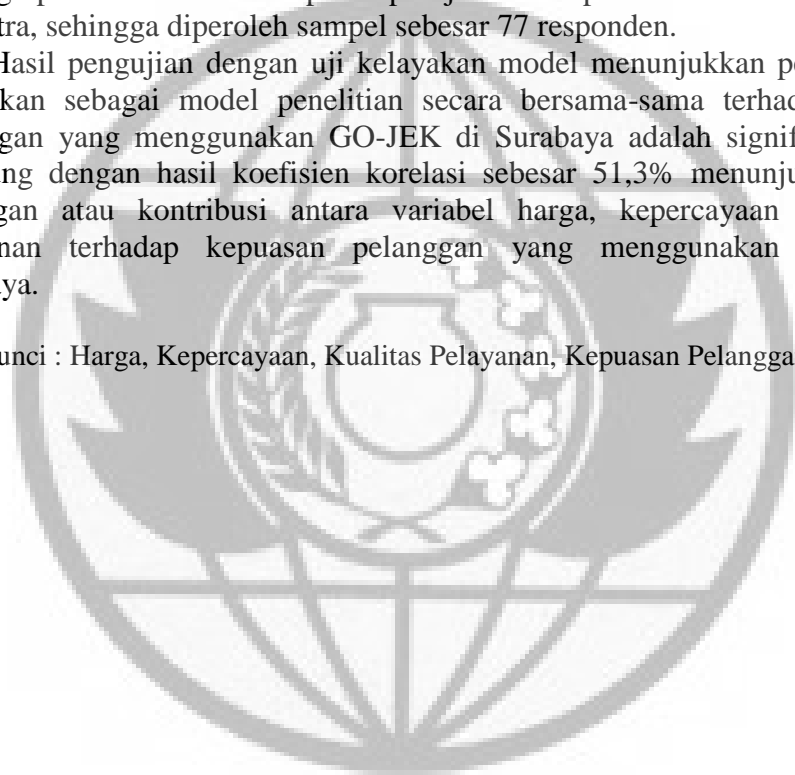 tra, sehingga diperoleh sampel sebesar 77 responden.
Hasil pengujian dengan uji kelayakan model menunjukkan
kan sebagai model penelitian secara bersama-sama
gan yang menggunakan GO-JEK di Surabaya adalah
ng dengan hasil koefisien korelasi sebesar 51,3%
gan atau kontribusi antara variabel harga, kepercayaan
nan terhadap kepuasan pelanggan yang menggunakan
ya.
unci : Harga, Kepercayaan, Kualitas Pelayanan, Kepuasan Pelangga